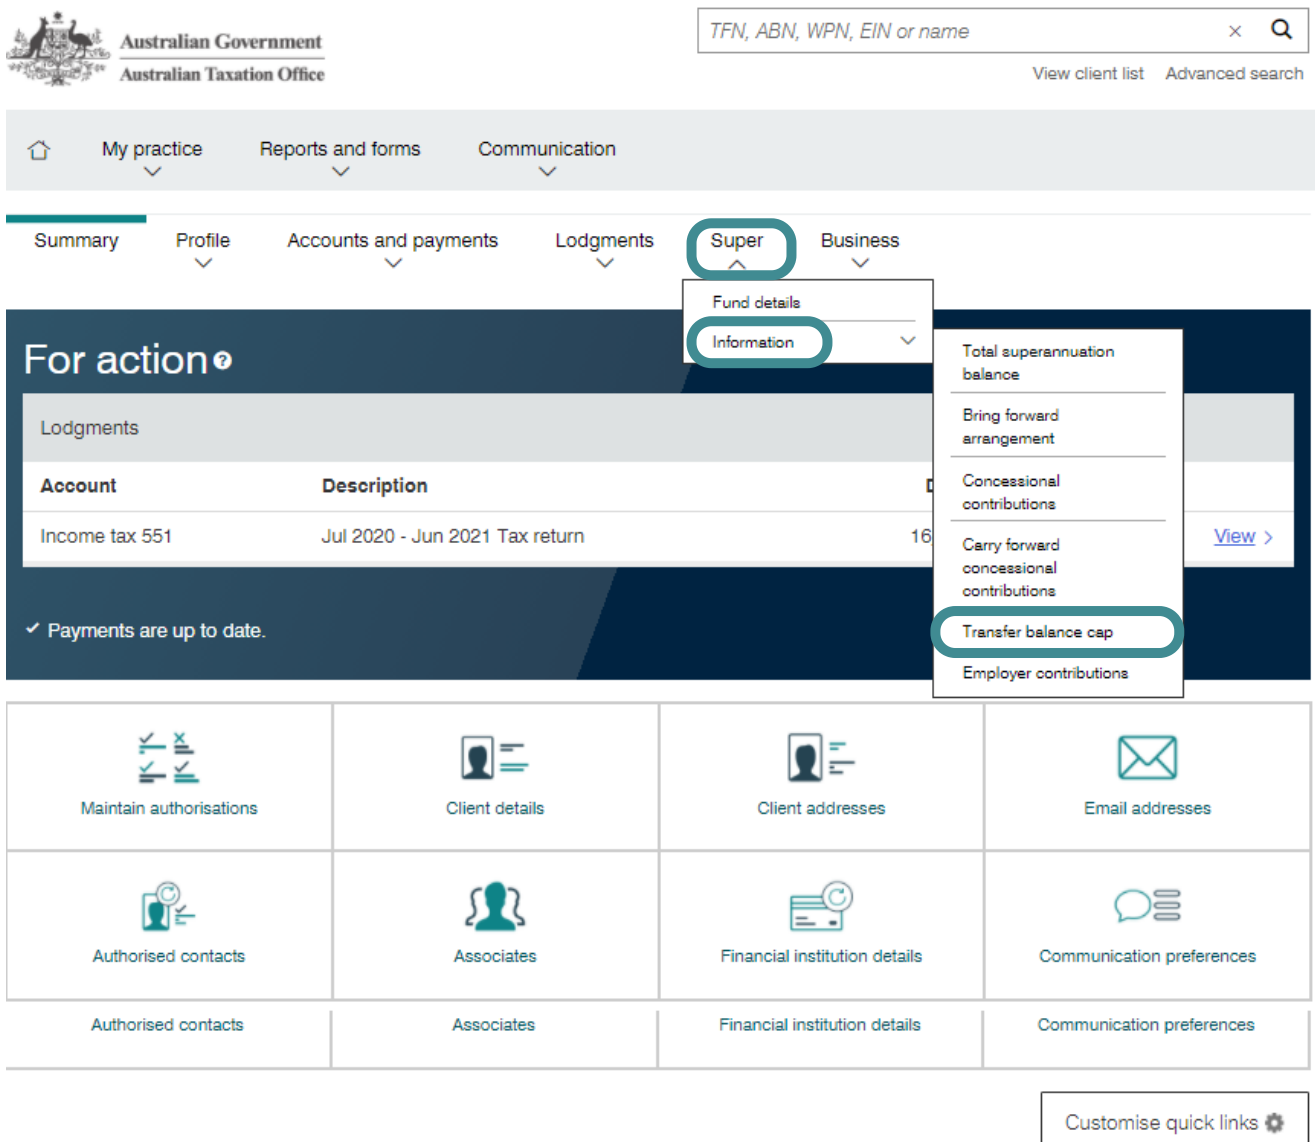 Australian Government
Australian Taxation Office
TFN, ABN, WPN, EIN or name
View client list Advanced search
My practice Reports and forms Communication
Summary Profile Accounts and payments Lodgments Super Business
Fund details
Information
Total superannuation
balance
Bring forward
arrangement
Concessional
contributions
Carry forward
concessional
contributions
Transfer balance cap
Employer contributions
For action
Lodgments
Account Description
Income tax 551 Jul 2020 - Jun 2021 Tax return 16 View >
Payments are up to date.
Maintain authorisations Client details Client addresses Email addresses
Authorised contacts Associates Financial institution details Communication preferences
Authorised contacts Associates Financial institution details Communication preferences
Customise quick links